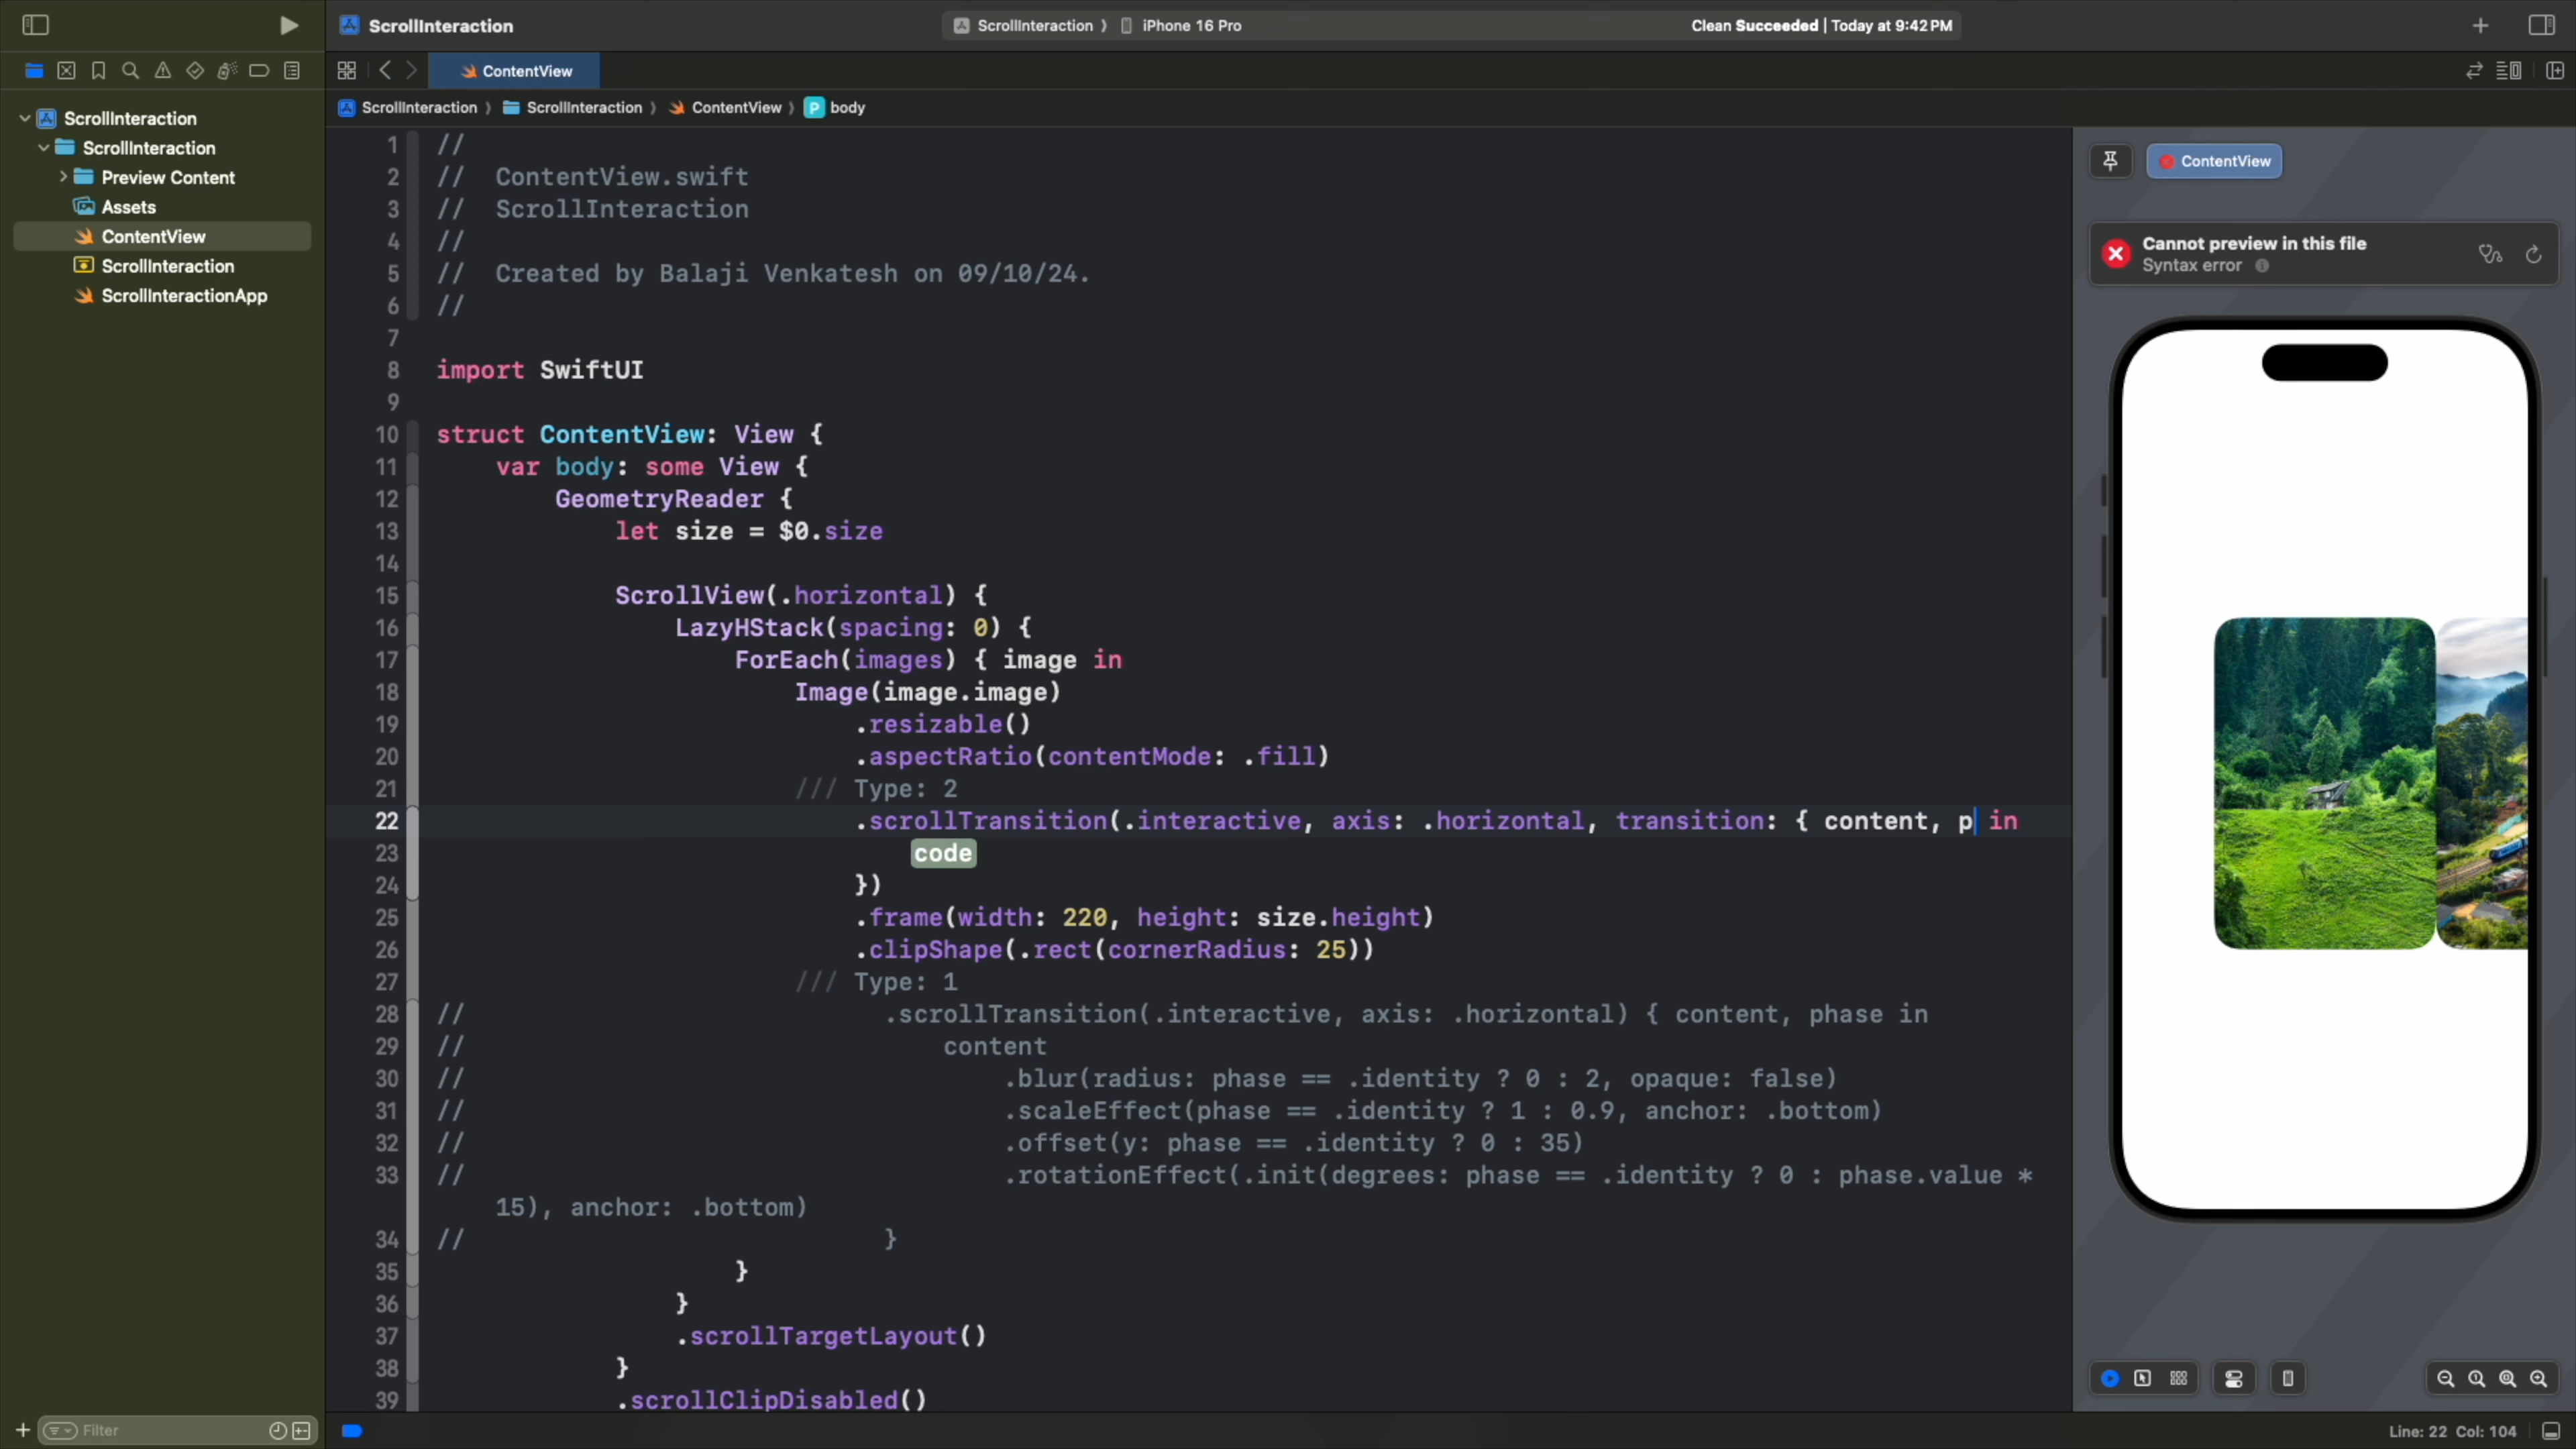 ScrollInteraction
ScrollInteraction ⟩ iPhone 16 Pro
Clean Succeeded | Today at 9:42 PM
ContentView
ScrollInteraction ⟩ ScrollInteraction ⟩ ContentView ⟩ P body
ScrollInteraction
ScrollInteraction
Preview Content
Assets
ContentView
ScrollInteraction
ScrollInteractionApp
1 //
2 //  ContentView.swift
3 //  ScrollInteraction
4 //
5 //  Created by Balaji Venkatesh on 09/10/24.
6 //
7
8 import SwiftUI
9
10 struct ContentView: View {
11 var body: some View {
12 GeometryReader {
13 let size = $0.size
14
15 ScrollView(.horizontal) {
16 LazyHStack(spacing: 0) {
17 ForEach(images) { image in
18 Image(image.image)
19 .resizable()
20 .aspectRatio(contentMode: .fill)
21 /// Type: 2
22 .scrollTransition(.interactive, axis: .horizontal, transition: { content, p in
23 code
24 })
25 .frame(width: 220, height: size.height)
26 .clipShape(.rect(cornerRadius: 25))
27 /// Type: 1
28 // .scrollTransition(.interactive, axis: .horizontal) { content, phase in
29 // content
30 // .blur(radius: phase == .identity ? 0 : 2, opaque: false)
31 // .scaleEffect(phase == .identity ? 1 : 0.9, anchor: .bottom)
32 // .offset(y: phase == .identity ? 0 : 35)
33 // .rotationEffect(.init(degrees: phase == .identity ? 0 : phase.value *
15), anchor: .bottom)
34 // }
35 }
36 }
37 .scrollTargetLayout()
38 }
39 .scrollClipDisabled()
ContentView
Cannot preview in this file
Syntax error
Filter
Line: 22 Col: 104